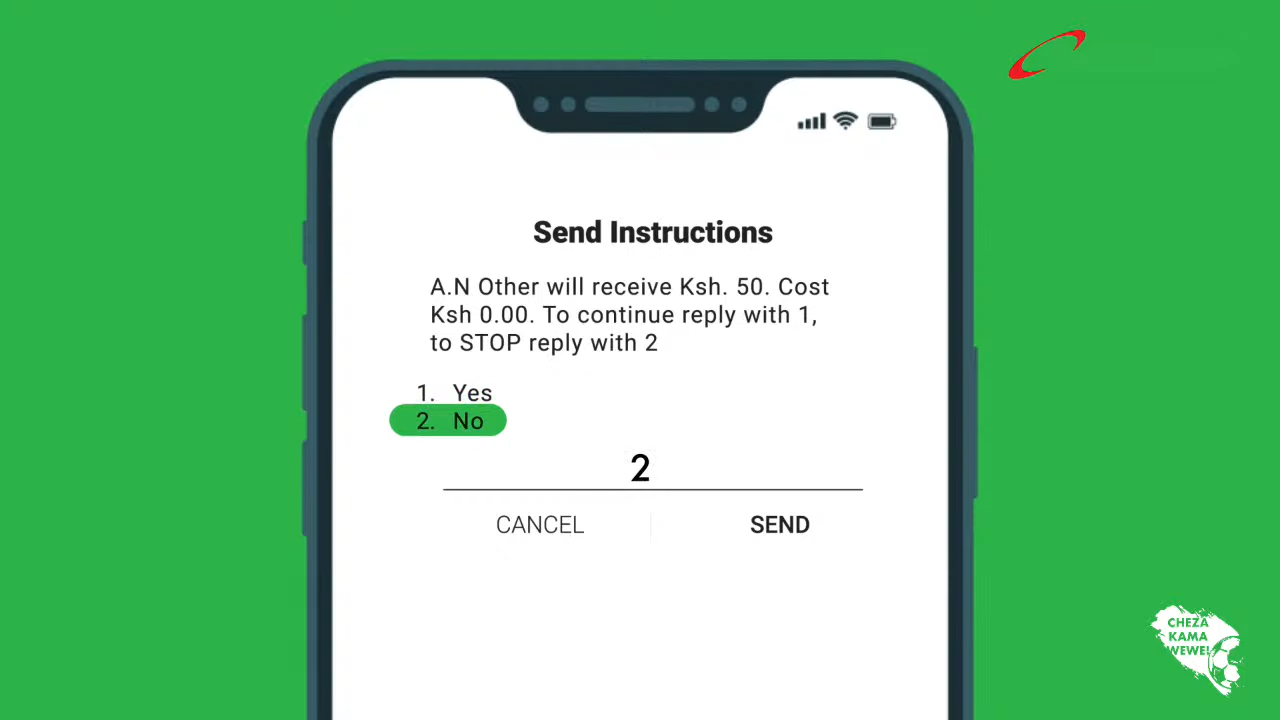 Send Instructions
A.N Other will receive Ksh. 50. Cost
Ksh 0.00. To continue reply with 1,
to STOP reply with 2
1. Yes
2. No
2
CANCEL
SEND
CHEZA
KAMA
WEWE!